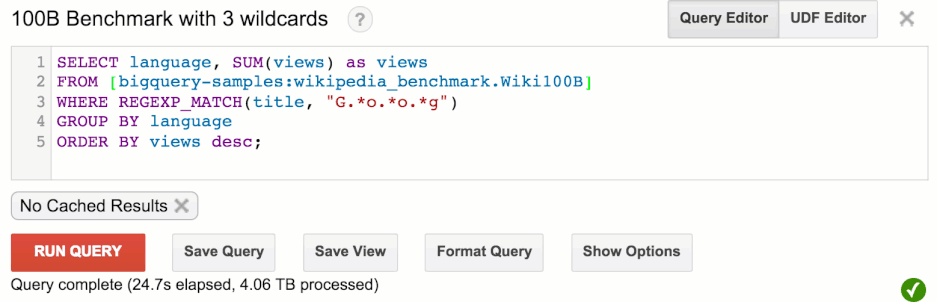 100B Benchmark with 3 wildcards ? Query Editor UDF Editor
1 SELECT language, SUM(views) as views
2 FROM [bigquery-samples:wikipedia_benchmark.Wiki100B]
3 WHERE REGEXP_MATCH(title, "G.*o.*o.*g")
4 GROUP BY language
5 ORDER BY views desc;
No Cached Results
RUN QUERY Save Query Save View Format Query Show Options
Query complete (24.7s elapsed, 4.06 TB processed)